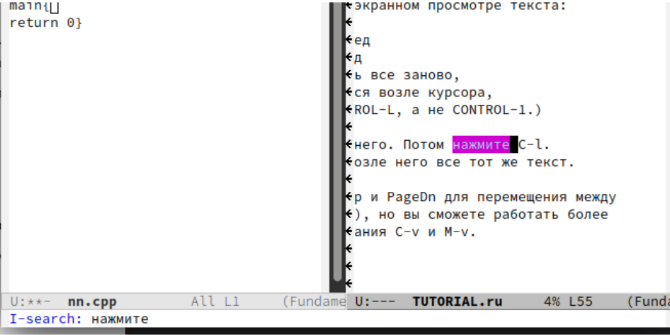 main{
return 0}
U:**-  nn.cpp        All L1     (Fundame
экранном просмотре текста:
ед
д
ь все заново,
ся возле курсора,
ROL-L, а не CONTROL-1.)
него. Потом нажмите C-l.
озле него все тот же текст.
р и PageDn для перемещения между
), но вы сможете работать более
ания C-v и M-v.
U:---  TUTORIAL.ru    4% L55    (Funda
I-search: нажмите